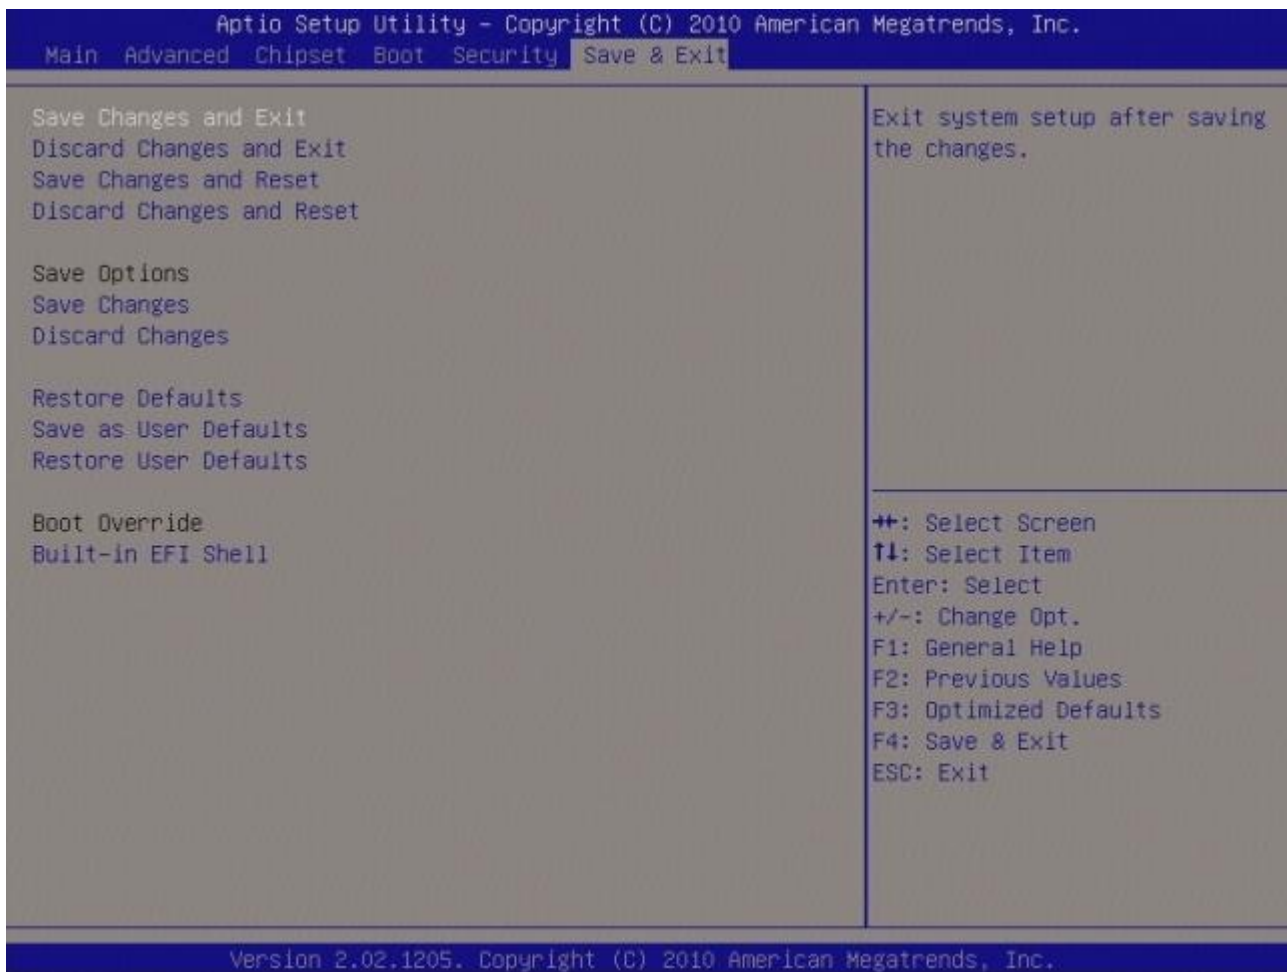 Aptio Setup Utility – Copyright (C) 2010 American Megatrends, Inc.
Main Advanced Chipset Boot Security Save & Exit
Save Changes and Exit
Discard Changes and Exit
Save Changes and Reset
Discard Changes and Reset
Save Options
Save Changes
Discard Changes
Restore Defaults
Save as User Defaults
Restore User Defaults
Boot Override
Built-in EFI Shell
Exit system setup after saving
the changes.
→←: Select Screen
↑↓: Select Item
Enter: Select
+/-: Change Opt.
F1: General Help
F2: Previous Values
F3: Optimized Defaults
F4: Save & Exit
ESC: Exit
Version 2.02.1205. Copyright (C) 2010 American Megatrends, Inc.